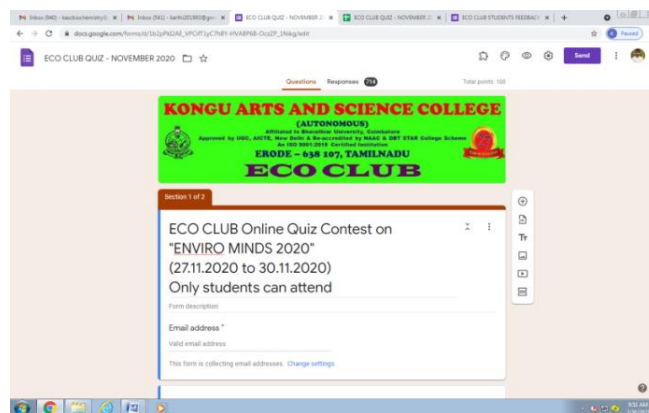 ECO CLUB QUIZ - NOVEMBER 2020
Send
Questions Responses 714
Total points: 100
KONGU ARTS AND SCIENCE COLLEGE
(AUTONOMOUS)
Affiliated to Bharathiar University, Coimbatore
Approved by UGC, AICTE, New Delhi & Re-accredited by NAAC & DBT STAR College Scheme
An ISO 9001:2015 Certified Institution
ERODE – 638 107, TAMILNADU
ECO CLUB
Section 1 of 2
ECO CLUB Online Quiz Contest on
"ENVIRO MINDS 2020"
(27.11.2020 to 30.11.2020)
Only students can attend
Form description
Email address *
Valid email address
This form is collecting email addresses. Change settings